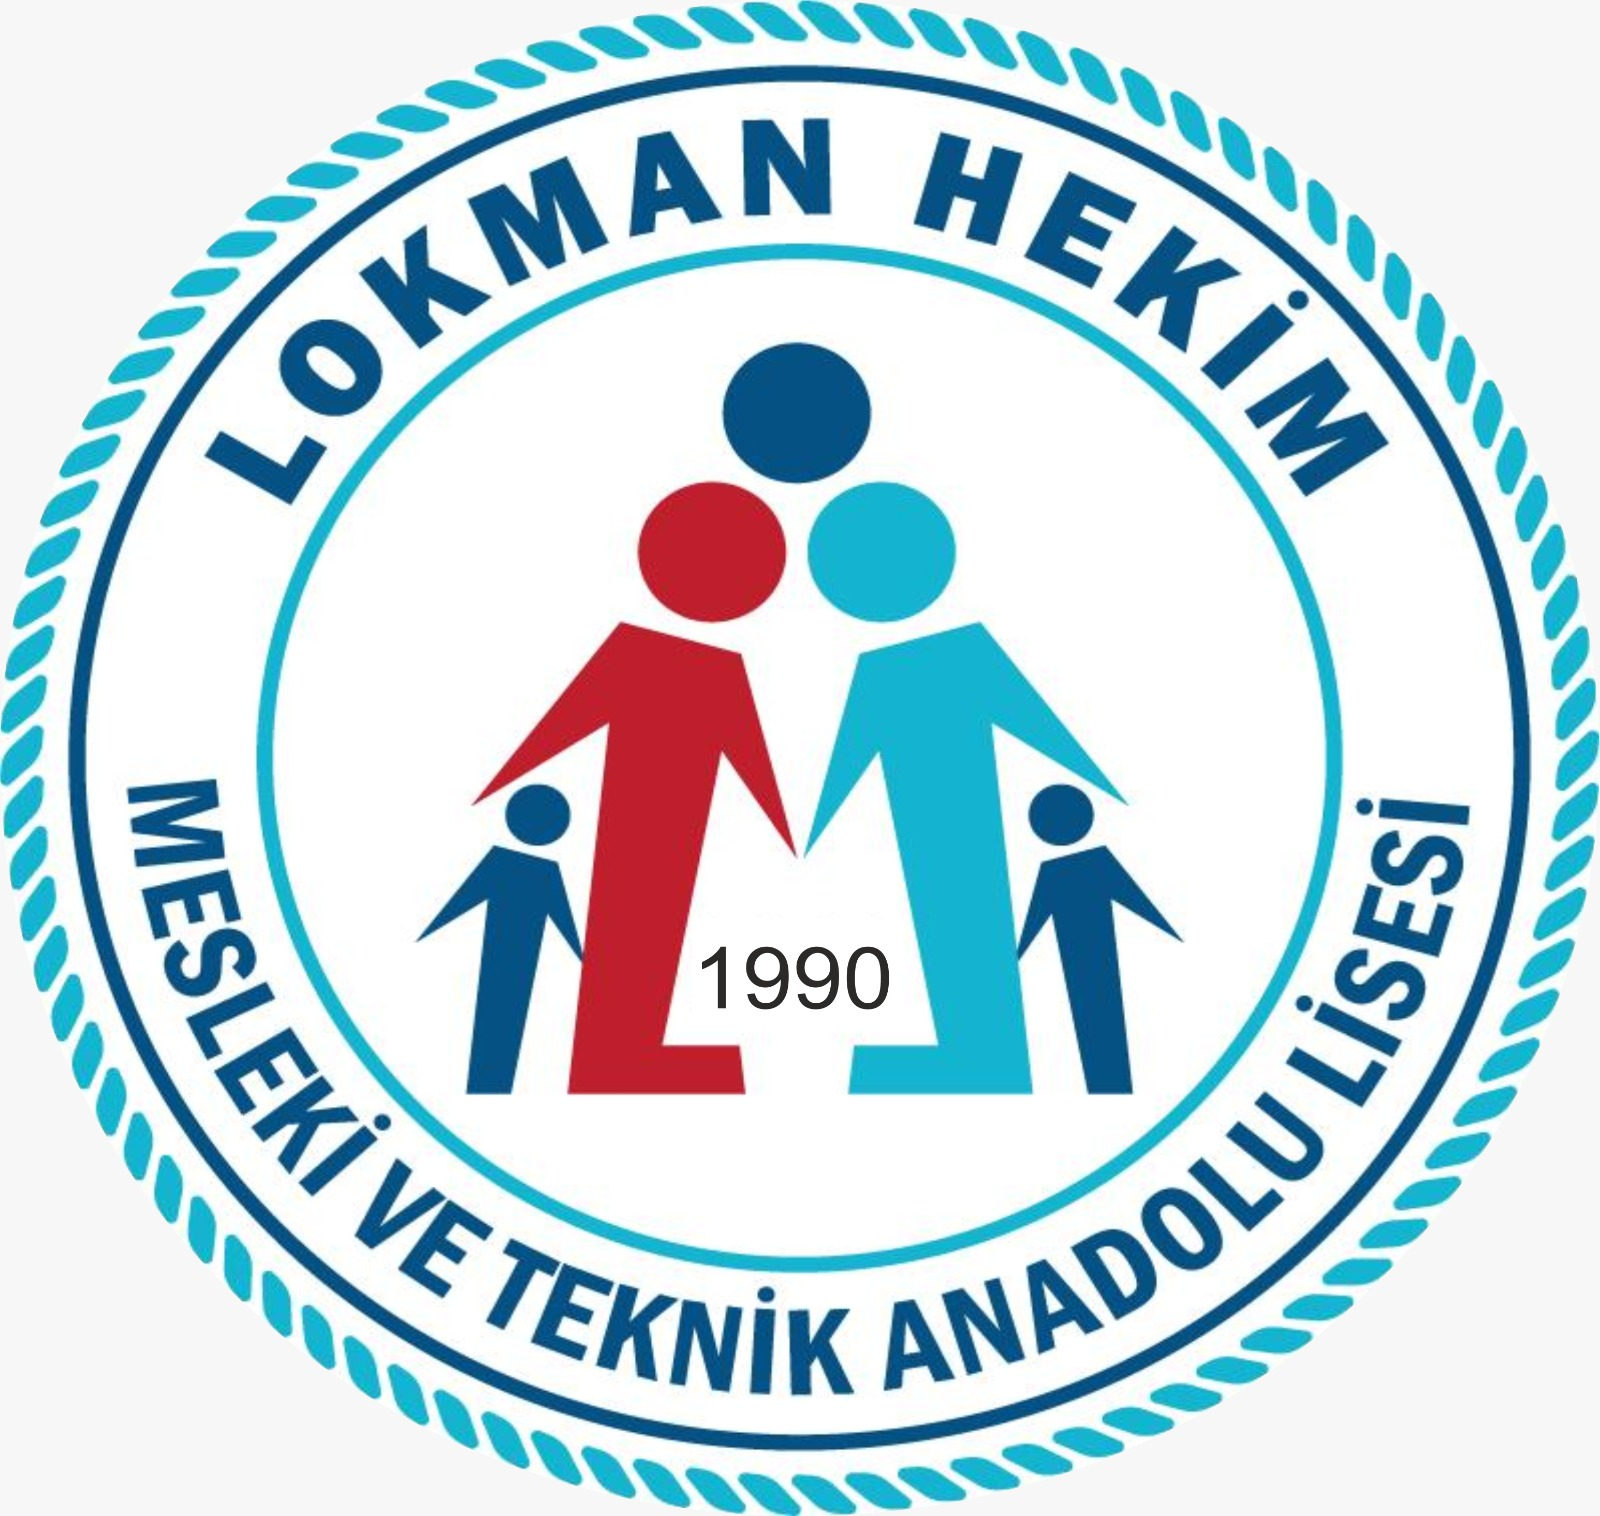 LOKMAN HEKİM
1990
MESLEKİ VE TEKNİK ANADOLU LİSESİ